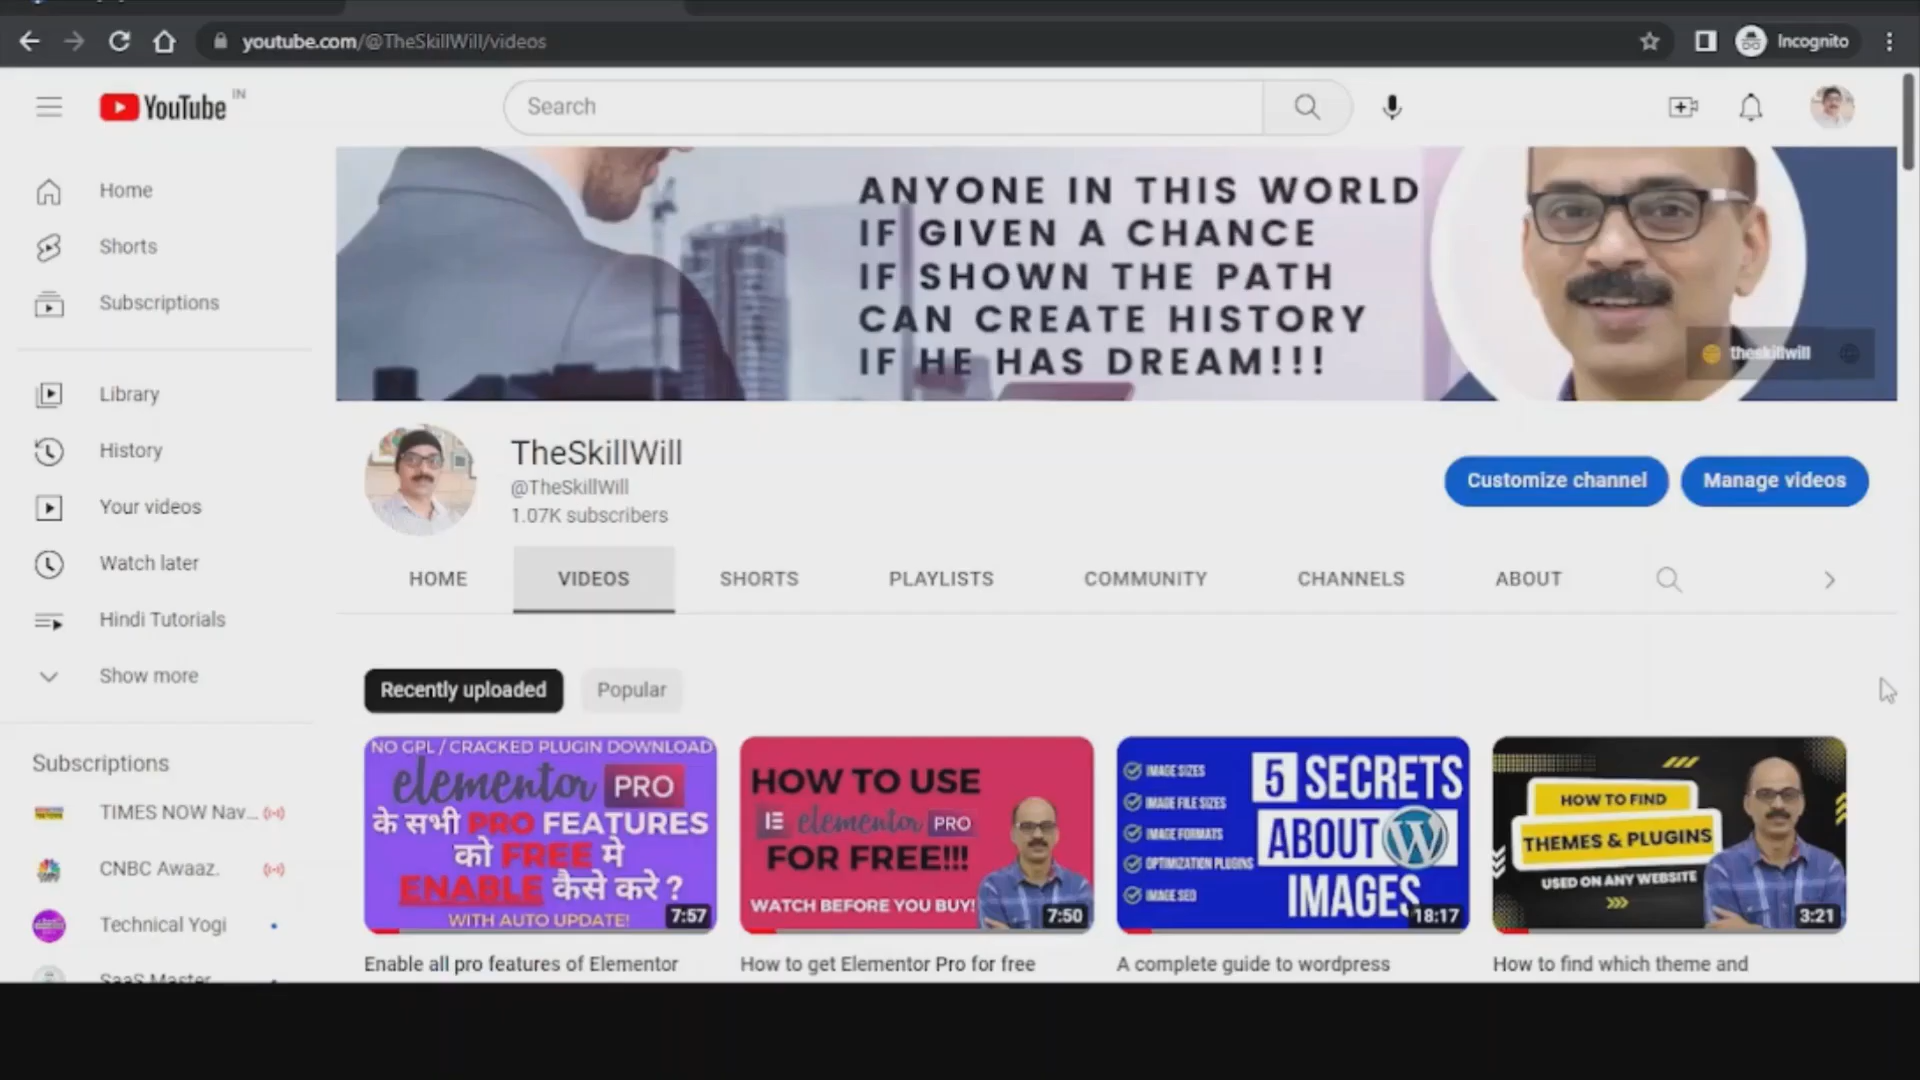 youtube.com/@TheSkillWill/videos
Incognito
YouTube IN
Search
Home
Shorts
Subscriptions
Library
History
Your videos
Watch later
Hindi Tutorials
Show more
Subscriptions
TIMES NOW Nav...
CNBC Awaaz.
Technical Yogi
SaaS Master
ANYONE IN THIS WORLD
IF GIVEN A CHANCE
IF SHOWN THE PATH
CAN CREATE HISTORY
IF HE HAS DREAM!!!
theskillwill
TheSkillWill
@TheSkillWill
1.07K subscribers
Customize channel
Manage videos
HOME
VIDEOS
SHORTS
PLAYLISTS
COMMUNITY
CHANNELS
ABOUT
Recently uploaded
Popular
NO GPL / CRACKED PLUGIN DOWNLOAD
elementor PRO
के सभी PRO FEATURES
को FREE मे
ENABLE कैसे करे ?
WITH AUTO UPDATE!
7:57
Enable all pro features of Elementor
HOW TO USE
elementor PRO
FOR FREE!!!
WATCH BEFORE YOU BUY!
7:50
How to get Elementor Pro for free
IMAGE SIZES
IMAGE FILE SIZES
IMAGE FORMATS
OPTIMIZATION PLUGINS
IMAGE SEO
5 SECRETS
ABOUT
IMAGES
18:17
A complete guide to wordpress
HOW TO FIND
THEMES & PLUGINS
USED ON ANY WEBSITE
3:21
How to find which theme and